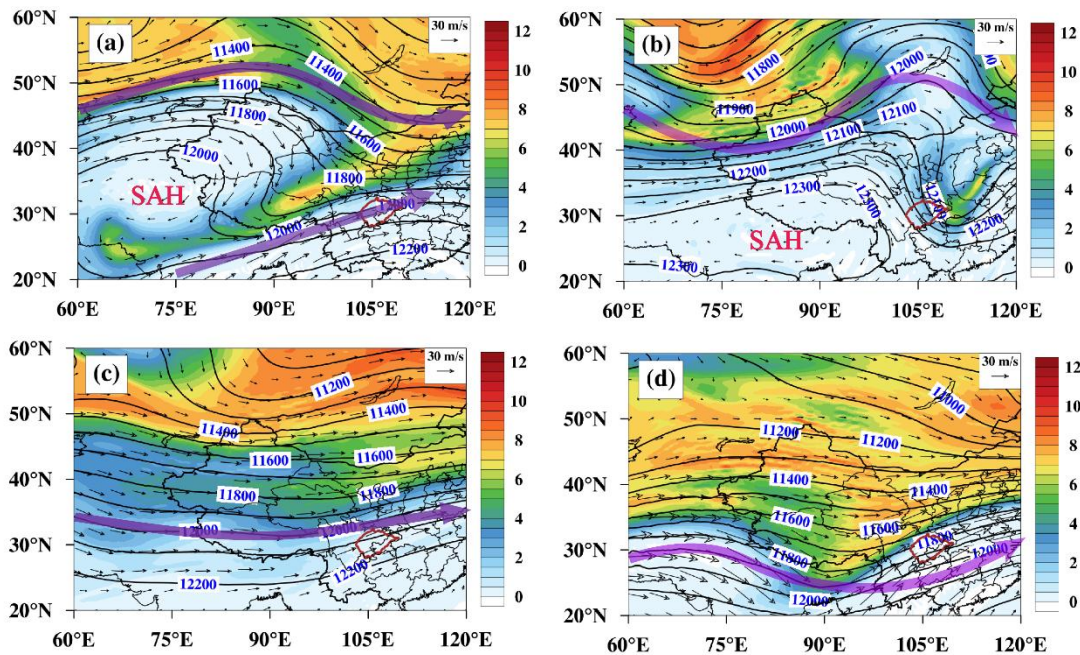 60°N
50°N
40°N
30°N
20°N
60°E
75°E
90°E
105°E
120°E
(a)
30 m/s
11400
11400
11600
11800
11600
12000
11800
SAH
12000
12000
12200
12
10
8
6
4
2
0
60°N
50°N
40°N
30°N
20°N
60°E
75°E
90°E
105°E
120°E
(b)
30 m/s
11800
12000
11900
12000
12100
12100
12200
12300
12300
12200
SAH
12300
12
10
8
6
4
2
0
60°N
50°N
40°N
30°N
20°N
60°E
75°E
90°E
105°E
120°E
(c)
30 m/s
11200
11400
11400
11600
11600
11800
11800
12000
12000
12200
12200
12
10
8
6
4
2
0
60°N
50°N
40°N
30°N
20°N
60°E
75°E
90°E
105°E
120°E
(d)
30 m/s
11200
11200
11400
11400
11600
11600
11800
11800
12000
12000
12
10
8
6
4
2
0